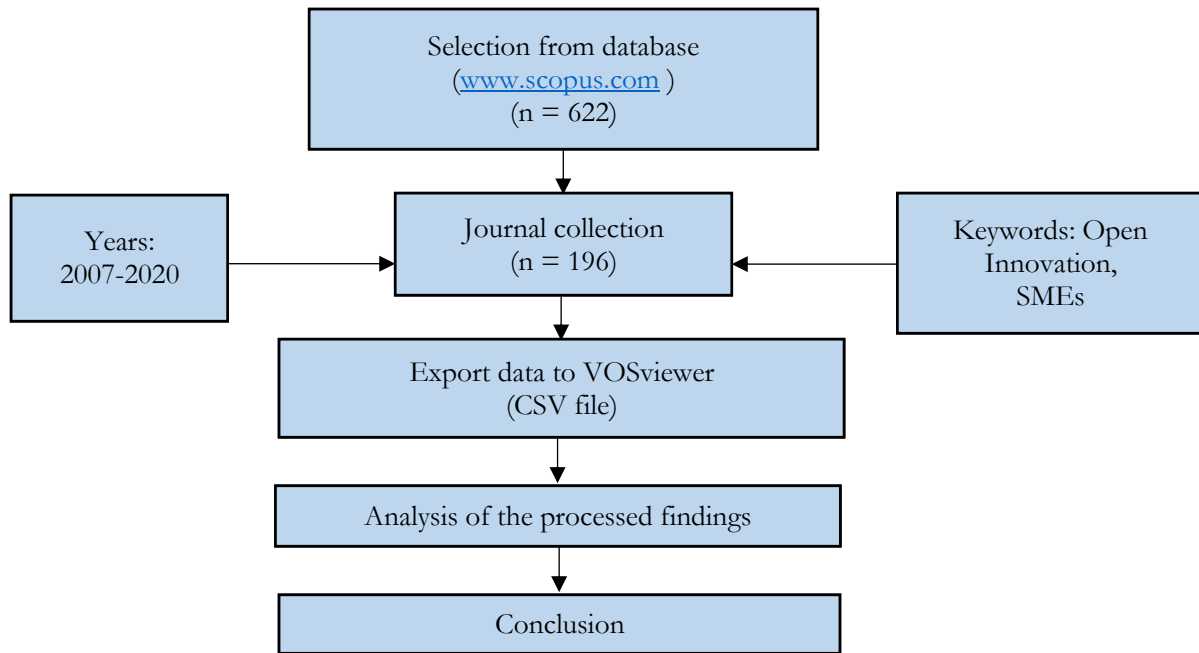 Selection from database
(www.scopus.com )
(n = 622)
Years:
2007-2020
Journal collection
(n = 196)
Keywords: Open
Innovation,
SMEs
Export data to VOSviewer
(CSV file)
Analysis of the processed findings
Conclusion